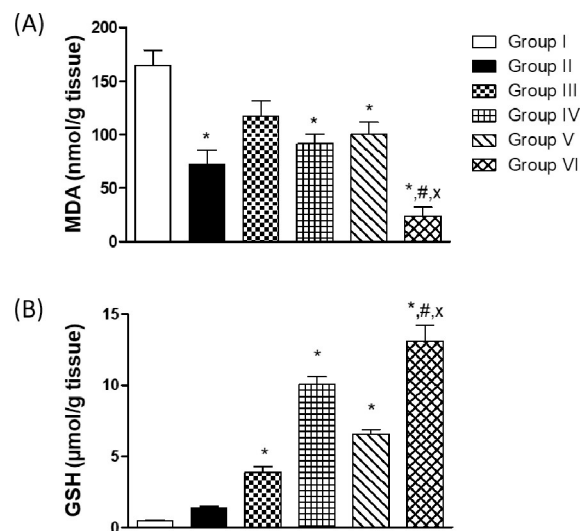 (A)
MDA (nmol/g tissue)
200
150
100
50
0
*
*
*
*,#,x
Group I
Group II
Group III
Group IV
Group V
Group VI
(B)
GSH (µmol/g tissue)
15
10
5
0
*
*
*
*,#,x